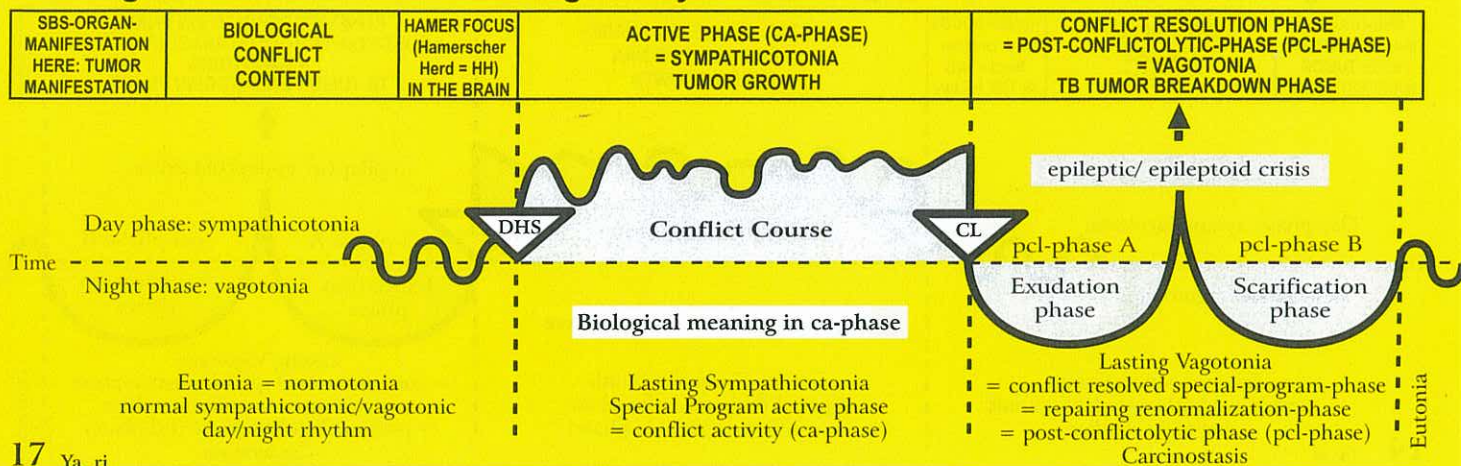 SBS-ORGAN-
MANIFESTATION
HERE: TUMOR
MANIFESTATION
BIOLOGICAL
CONFLICT
CONTENT
HAMER FOCUS
(Hamerscher
Herd = HH)
IN THE BRAIN
ACTIVE PHASE (CA-PHASE)
= SYMPATHICOTONIA
TUMOR GROWTH
CONFLICT RESOLUTION PHASE
= POST-CONFLICTOLYTIC-PHASE (PCL-PHASE)
= VAGOTONIA
TB TUMOR BREAKDOWN PHASE
epileptic/ epileptoid crisis
Day phase: sympathicotonia
DHS
Conflict Course
CL
pcl-phase A
pcl-phase B
Time
Night phase: vagotonia
Exudation
phase
Scarification
phase
Biological meaning in ca-phase
Eutonia = normotonia
normal sympathicotonic/vagotonic
day/night rhythm
Lasting Sympathicotonia
Special Program active phase
= conflict activity (ca-phase)
Lasting Vagotonia
= conflict resolved special-program-phase
= repairing renormalization-phase
= post-conflictolytic phase (pcl-phase)
Carcinostasis
Eutonia
17 Ya, ri